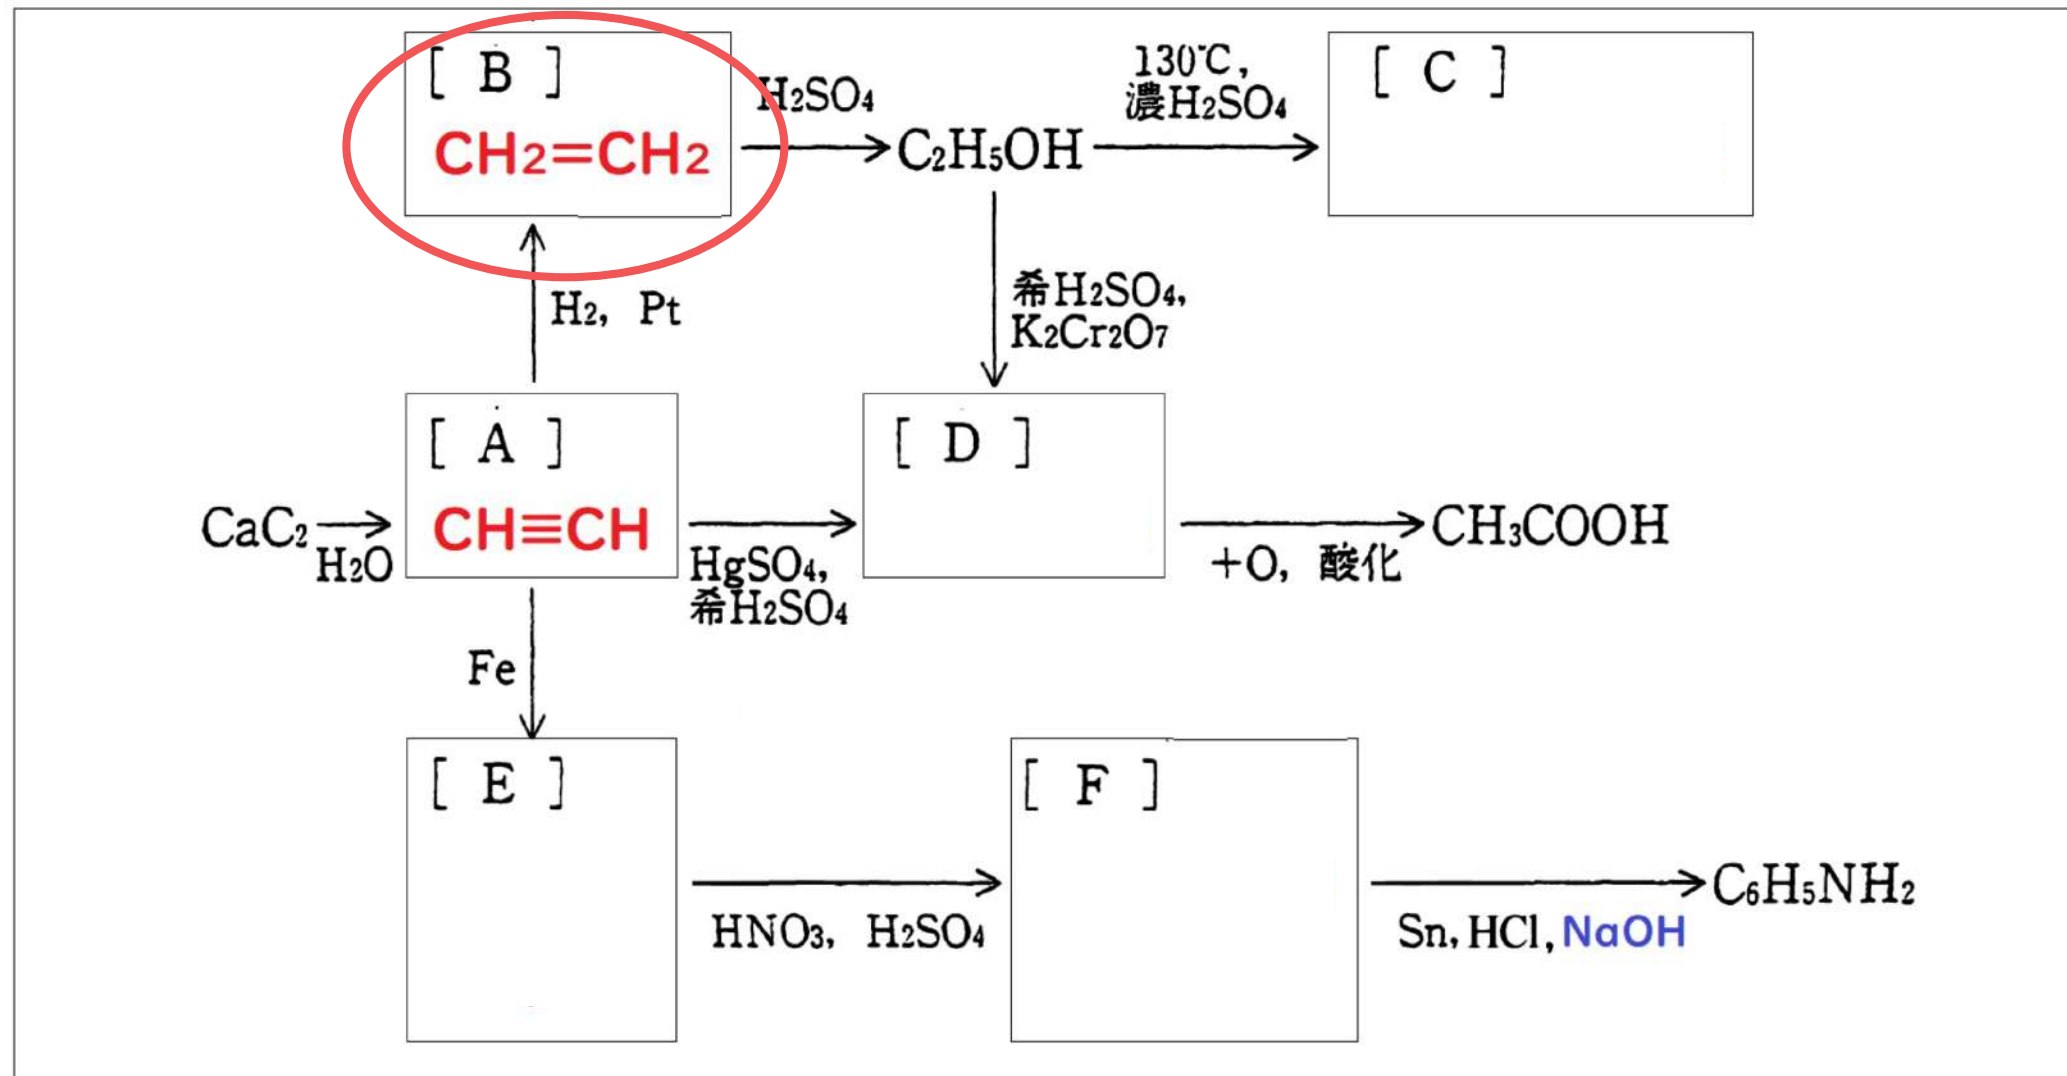 [ B ]
CH2=CH2
H2SO4
C2H5OH
130℃,
濃H2SO4
[ C ]
H2, Pt
希H2SO4,
K2Cr2O7
[ A ]
CH≡CH
[ D ]
CaC2
H2O
HgSO4,
希H2SO4
+O, 酸化
CH3COOH
Fe
[ E ]
[ F ]
HNO3, H2SO4
Sn, HCl, NaOH
C6H5NH2